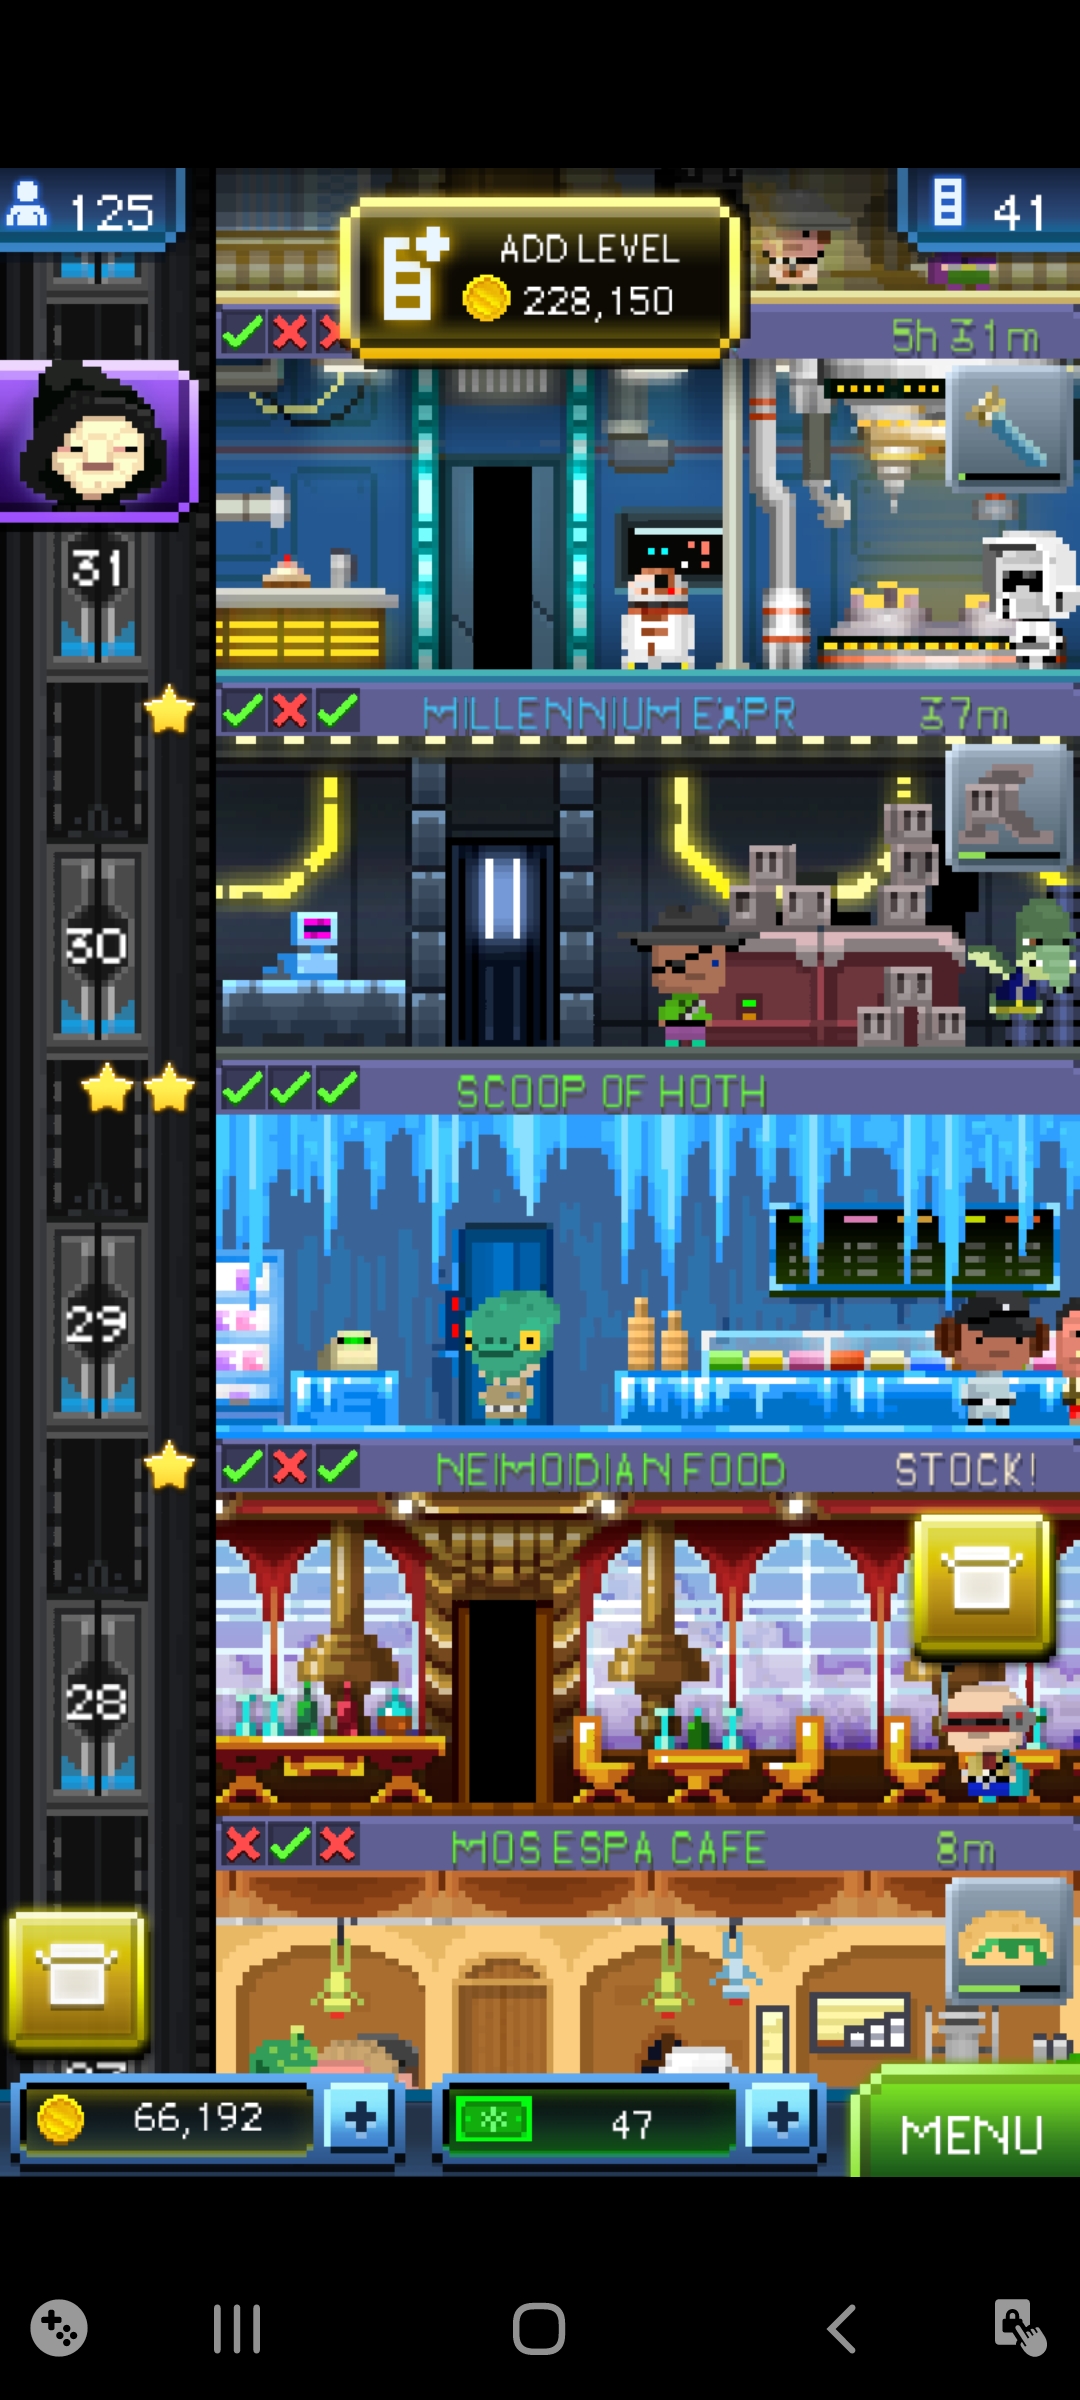 125
ADD LEVEL
228,150
41
5h 31m
31
MILLENNIUM EXPR
37m
30
SCOOP OF HOTH
29
NEIMOIDIAN FOOD
STOCK!
28
MOS ESPA CAFE
8m
66,192
47
MENU